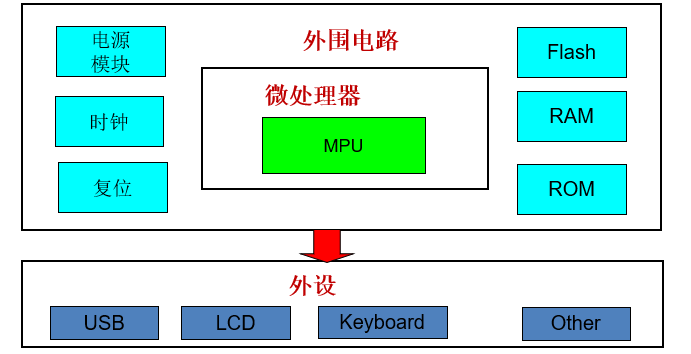 电源
模块
外围电路
Flash
微处理器
时钟
MPU
RAM
复位
ROM
外设
USB
LCD
Keyboard
Other